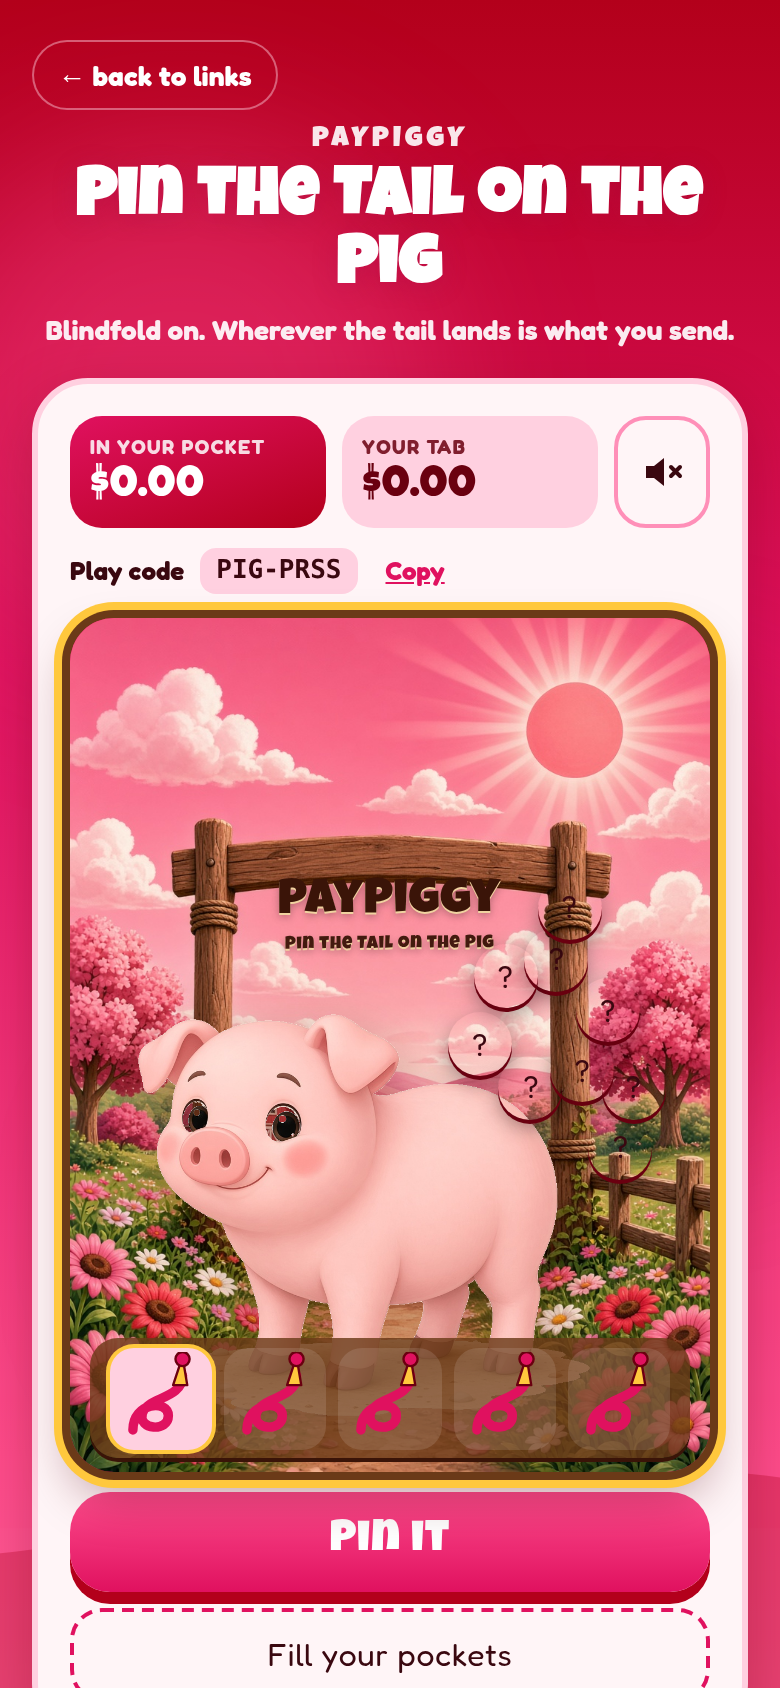 ← back to links
PAYPIGGY
Pin the Tail on the
Pig
Blindfold on. Wherever the tail lands is what you send.
IN YOUR POCKET
$0.00
YOUR TAB
$0.00
Play code PIG-PRSS Copy
PAYPIGGY
Pin the Tail on the Pig
?
?
?
?
?
?
?
?
?
Pin it
Fill your pockets